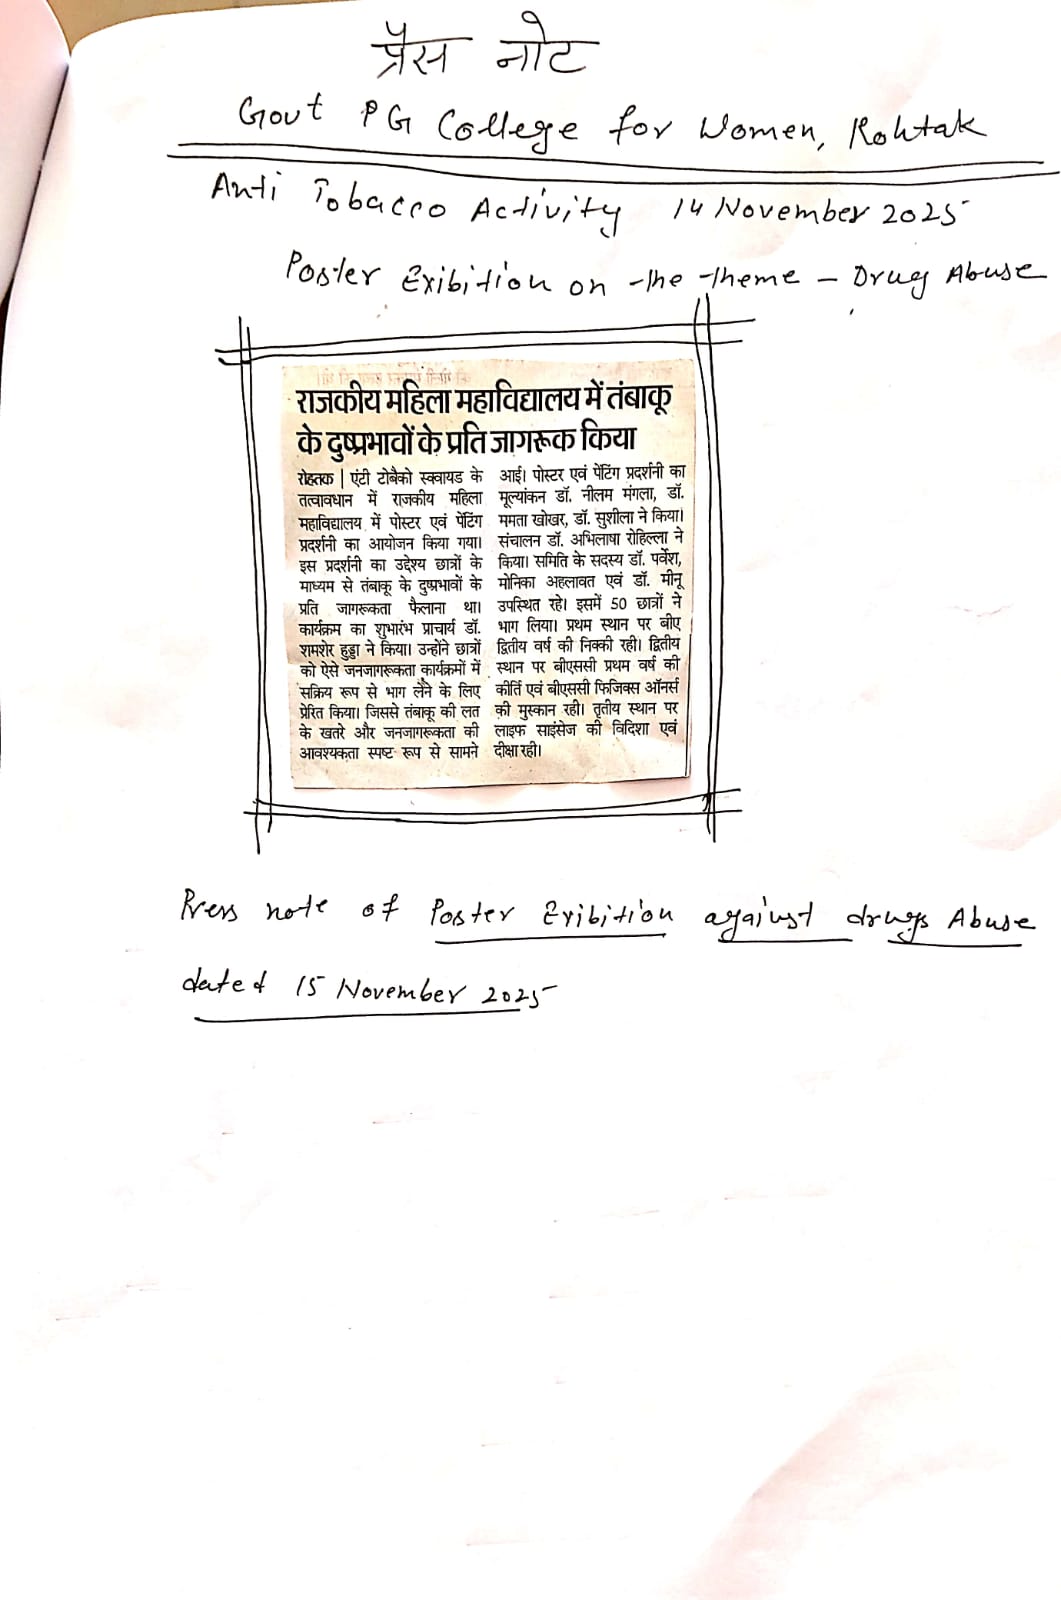 प्रैस नोट
Govt PG College for Women, Rohtak
Anti Tobacco Activity 14 November 2025
Poster Exibition on the theme – Drug Abuse
राजकीय महिला महाविद्यालय में तंबाकू
के दुष्प्रभावों के प्रति जागरूक किया
रोहतक | एंटी टोबैको स्क्वायड के
तत्वावधान में राजकीय महिला
महाविद्यालय में पोस्टर एवं पेंटिंग
प्रदर्शनी का आयोजन किया गया।
इस प्रदर्शनी का उद्देश्य छात्रों के
माध्यम से तंबाकू के दुष्प्रभावों के
प्रति जागरूकता फैलाना था।
कार्यक्रम का शुभारंभ प्राचार्य डॉ.
शमशेर हुड्डा ने किया। उन्होंने छात्रों
को ऐसे जनजागरूकता कार्यक्रमों में
सक्रिय रूप से भाग लेने के लिए
प्रेरित किया। जिससे तंबाकू की लत
के खतरे और जनजागरूकता की
आवश्यकता स्पष्ट रूप से सामने
आई। पोस्टर एवं पेंटिंग प्रदर्शनी का
मूल्यांकन डॉ. नीलम मंगला, डॉ.
ममता खोखर, डॉ. सुशीला ने किया।
संचालन डॉ. अभिलाषा रोहिल्ला ने
किया। समिति के सदस्य डॉ. पर्वेश,
मोनिका अहलावत एवं डॉ. मीनू
उपस्थित रहे। इसमें 50 छात्रों ने
भाग लिया। प्रथम स्थान पर बीए
द्वितीय वर्ष की निक्की रही। द्वितीय
स्थान पर बीएससी प्रथम वर्ष की
कीर्ति एवं बीएससी फिजिक्स ऑनर्स
की मुस्कान रही। तृतीय स्थान पर
लाइफ साइंसेज की विदिशा एवं
दीक्षा रही।
Press note of Poster Exibition against drugs Abuse
dated 15 November 2025